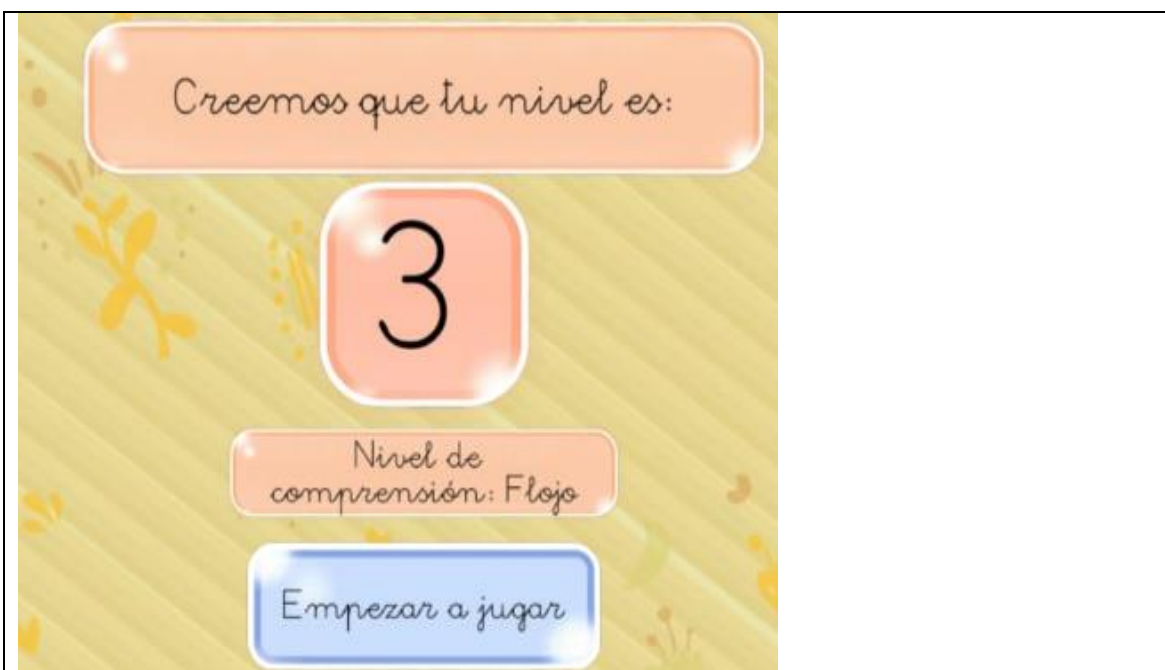 Creemos que tu nivel es:
3
Nivel de
comprensión: Flojo
Empezar a jugar